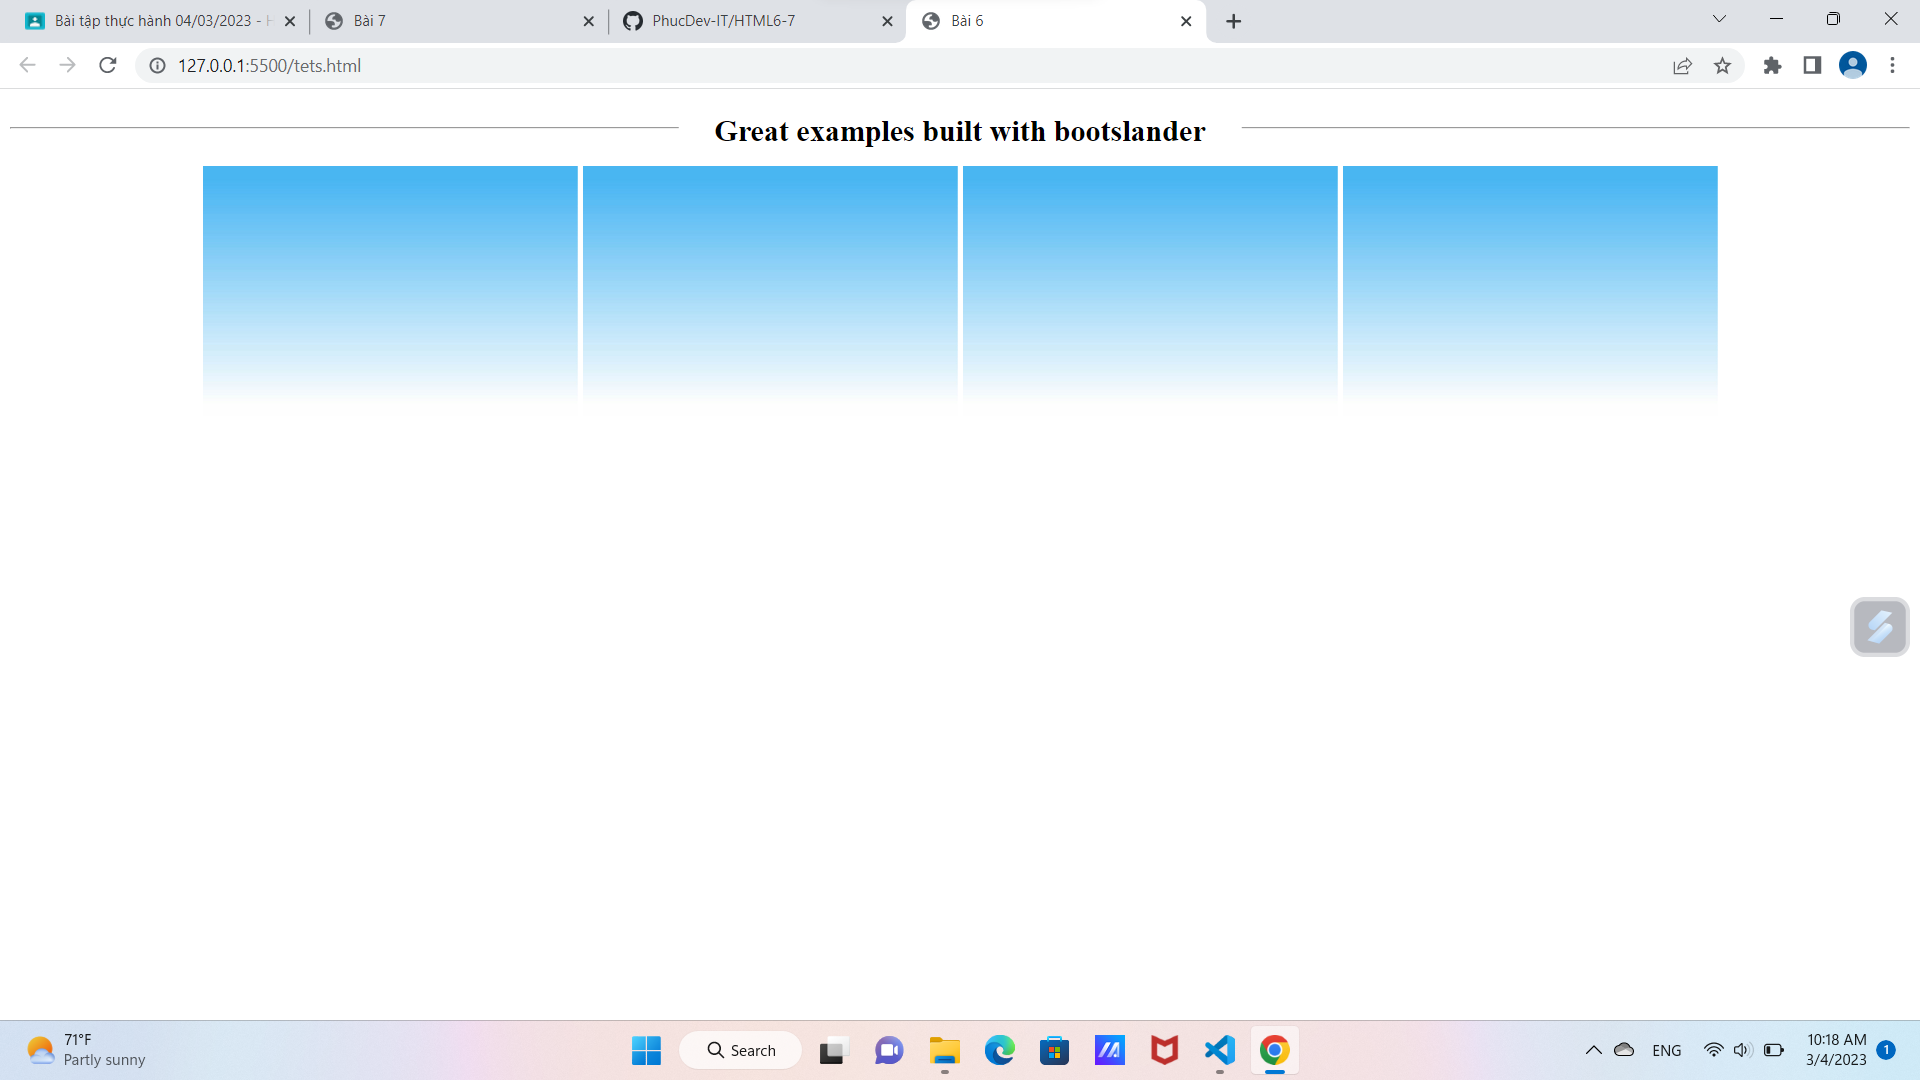 Bài tập thực hành 04/03/2023 - H
Bài 7
PhucDev-IT/HTML6-7
Bài 6
127.0.0.1:5500/tets.html
Great examples built with bootslander
71°F
Partly sunny
Search
ENG
10:18 AM
3/4/2023
1